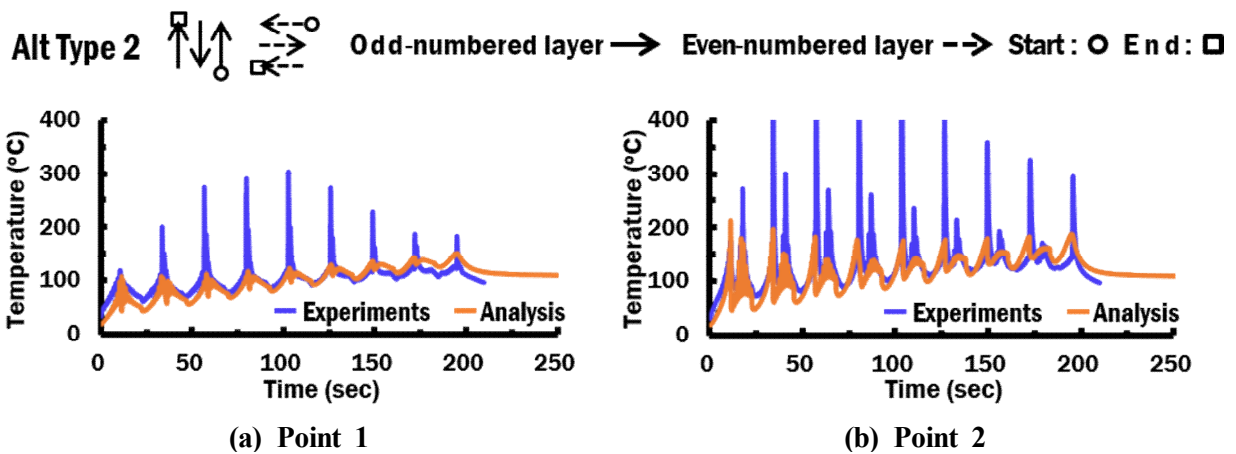 Alt Type 2 Odd-numbered layer Even-numbered layer Start : End :
400
300
200
100
0
Temperature (°C)
Experiments Analysis
0 50 100 150 200 250
Time (sec)
(a) Point 1
400
300
200
100
0
Temperature (°C)
Experiments Analysis
0 50 100 150 200 250
Time (sec)
(b) Point 2